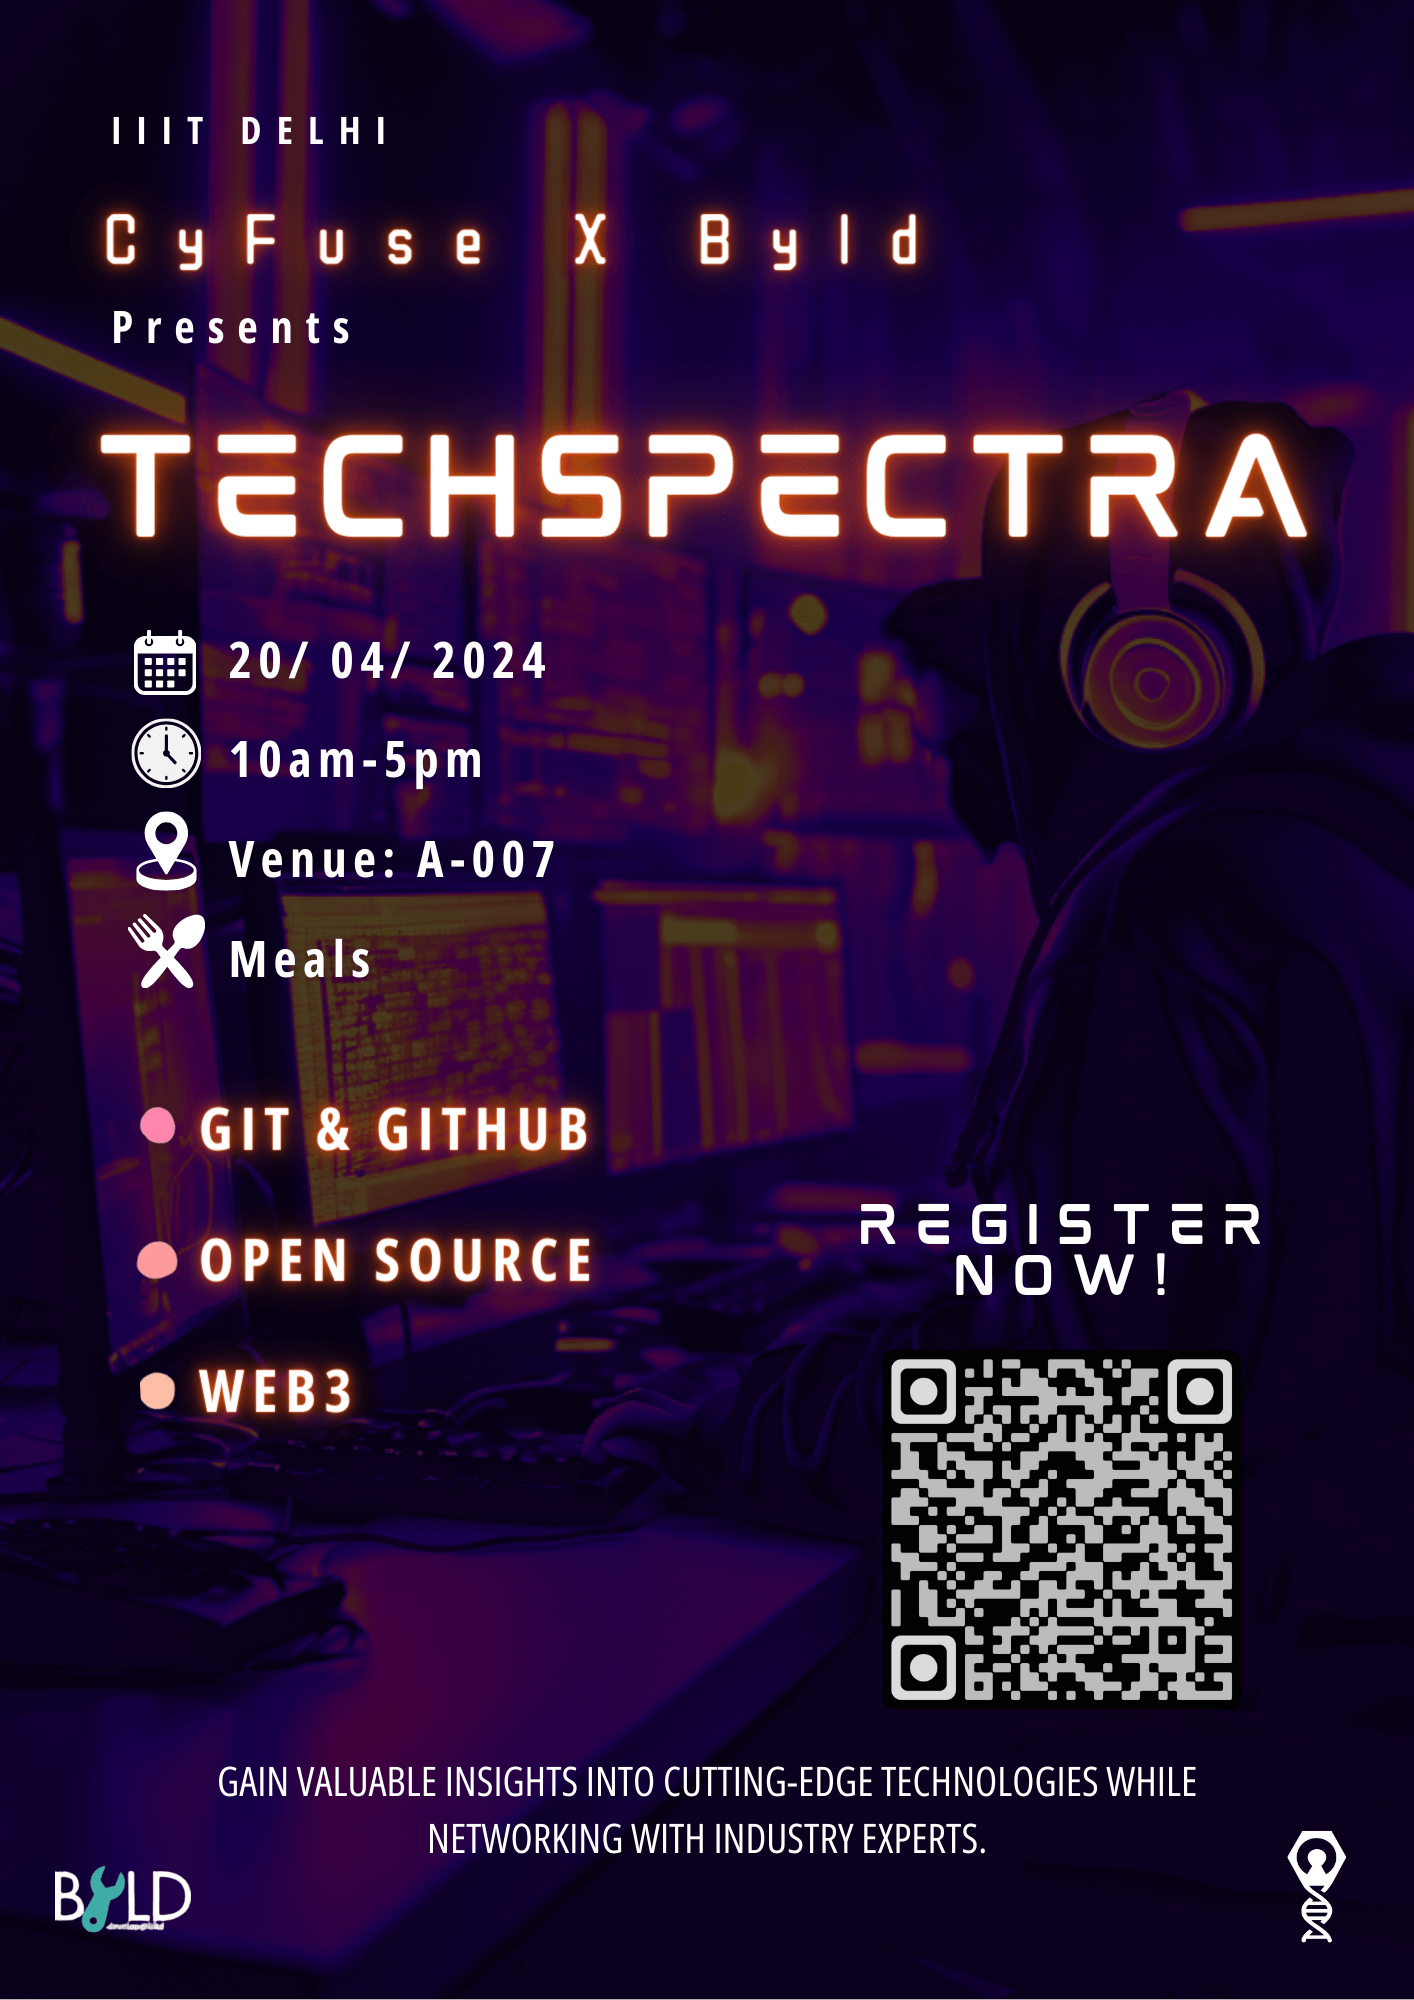 IIIT DELHI
CyFuse X Byld
Presents
TECHSPECTRA
20/ 04/ 2024
10am-5pm
Venue: A-007
Meals
GIT & GITHUB
OPEN SOURCE
WEB3
REGISTER
NOW!
GAIN VALUABLE INSIGHTS INTO CUTTING-EDGE TECHNOLOGIES WHILE
NETWORKING WITH INDUSTRY EXPERTS.
BYLD